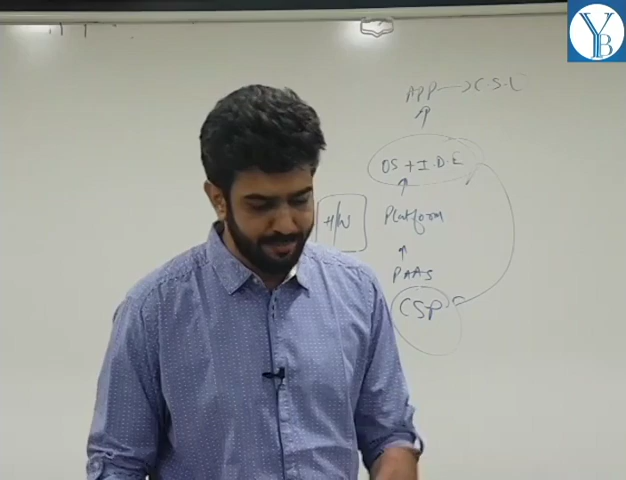 APP → C.S.U
OS + I.D.E
H/W
Platform
PAAS
CSP
YB